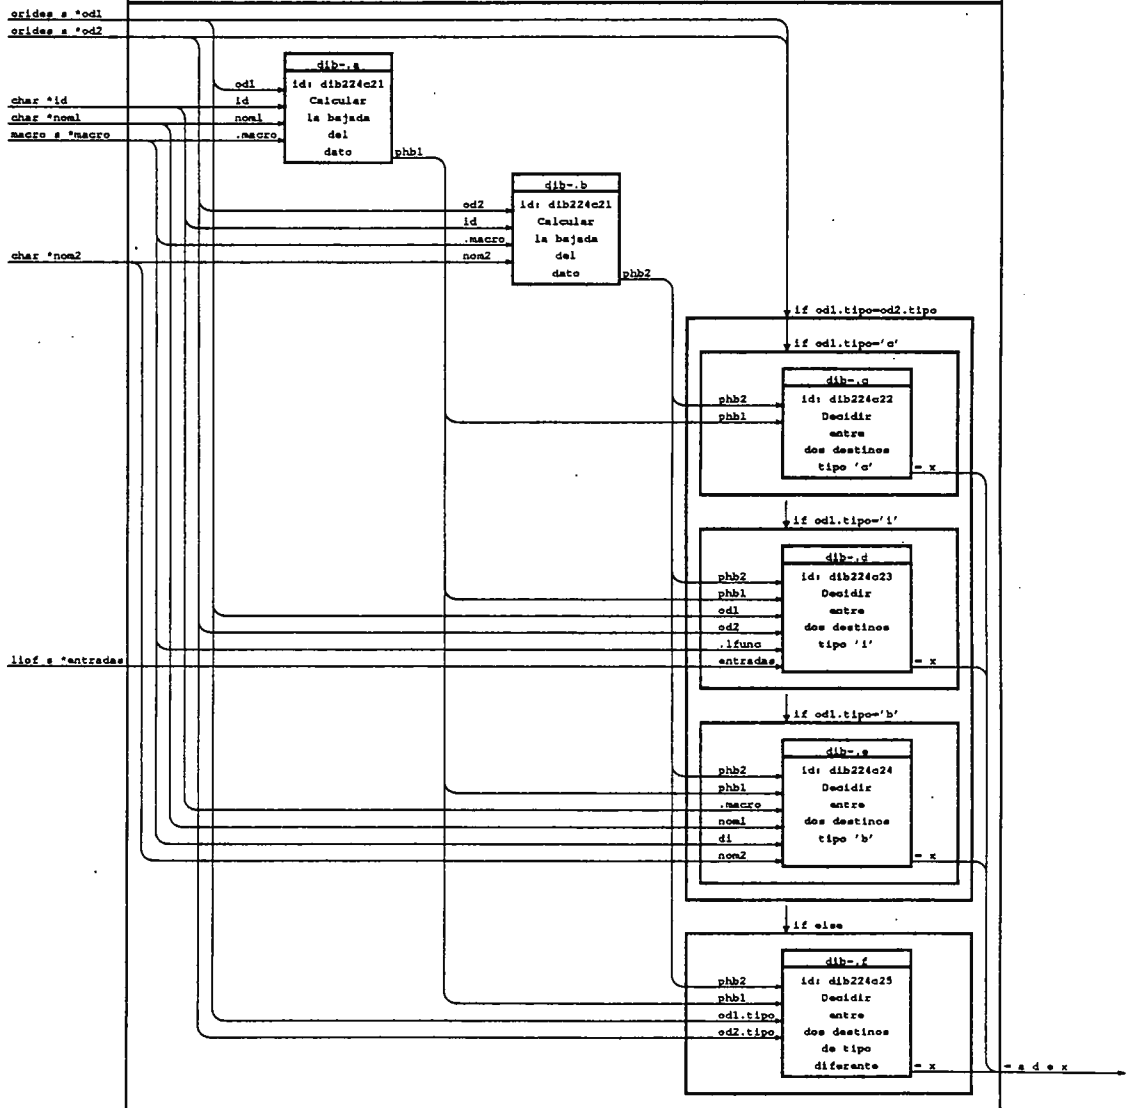 orides s *od1
orides s *od2
dib-.a
od1
id: dib224c21
char *id
id
Calcular
char *nom1
nom1
la bajada
macro s *macro
.macro
del
dato
phb1
dib-.b
od2
id: dib224c21
id
Calcular
.macro
la bajada
char *nom2
nom2
del
dato
phb2
if od1.tipo=od2.tipo
if od1.tipo='c'
dib-.c
phb2
id: dib224c22
phb1
Decidir
entre
dos destinos
tipo 'c'
= x
if od1.tipo='i'
dib-.d
phb2
id: dib224c23
phb1
Decidir
od1
entre
od2
dos destinos
.lfunc
tipo 'i'
liof s *entradas
entradas
= x
if od1.tipo='b'
dib-.e
phb2
id: dib224c24
phb1
Decidir
.macro
entre
nom1
dos destinos
di
tipo 'b'
nom2
= x
if else
dib-.f
phb2
id: dib224c25
phb1
Decidir
od1.tipo
entre
od2.tipo
dos destinos
de tipo
diferente
= x
= a d e x